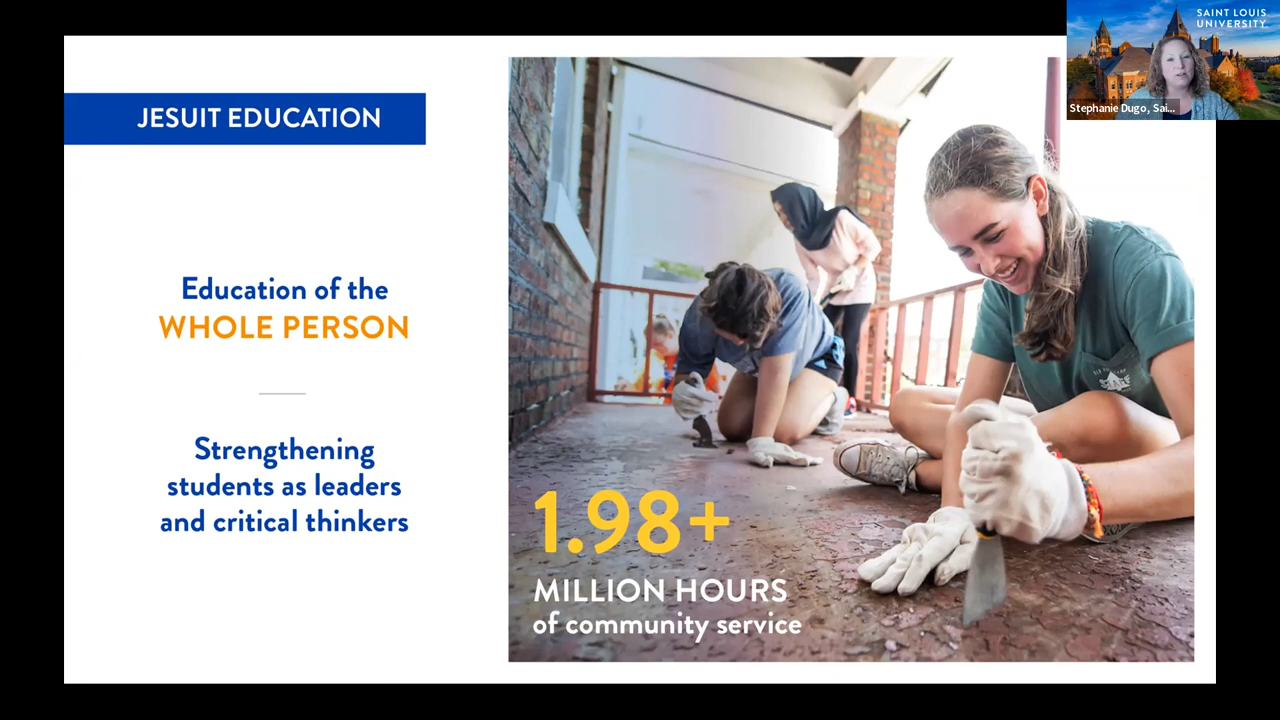 JESUIT EDUCATION
Education of the
WHOLE PERSON
Strengthening
students as leaders
and critical thinkers
1.98+
MILLION HOURS
of community service
SAINT LOUIS
UNIVERSITY
Stephanie Dugo, Sai...